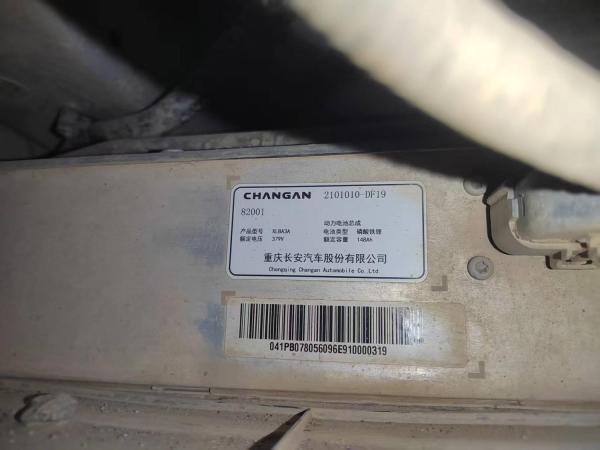 CHANGAN 2101010-DF19
82001
动力电池总成
产品型号 XLBA3A 电池类型 磷酸铁锂
额定电压 379V 额定容量 148Ah
重庆长安汽车股份有限公司
Chongqing Changan Automobile Co.,Ltd.
041PB078056096E910000319